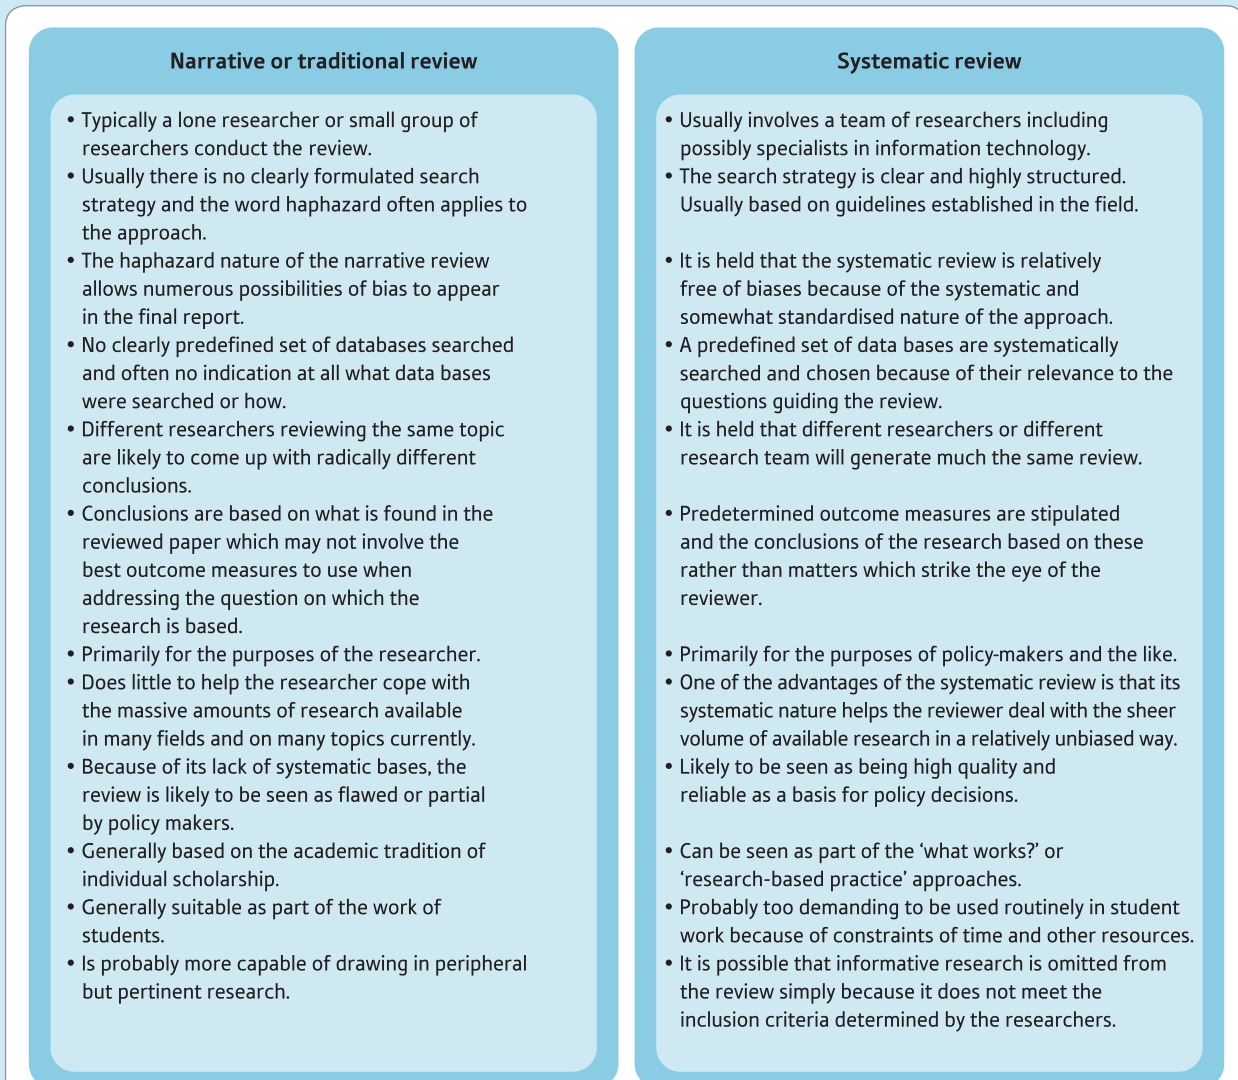 Narrative or traditional review
• Typically a lone researcher or small group of
researchers conduct the review.
• Usually there is no clearly formulated search
strategy and the word haphazard often applies to
the approach.
• The haphazard nature of the narrative review
allows numerous possibilities of bias to appear
in the final report.
• No clearly predefined set of databases searched
and often no indication at all what data bases
were searched or how.
• Different researchers reviewing the same topic
are likely to come up with radically different
conclusions.
• Conclusions are based on what is found in the
reviewed paper which may not involve the
best outcome measures to use when
addressing the question on which the
research is based.
• Primarily for the purposes of the researcher.
• Does little to help the researcher cope with
the massive amounts of research available
in many fields and on many topics currently.
• Because of its lack of systematic bases, the
review is likely to be seen as flawed or partial
by policy makers.
• Generally based on the academic tradition of
individual scholarship.
• Generally suitable as part of the work of
students.
• Is probably more capable of drawing in peripheral
but pertinent research.
Systematic review
• Usually involves a team of researchers including
possibly specialists in information technology.
• The search strategy is clear and highly structured.
Usually based on guidelines established in the field.
• It is held that the systematic review is relatively
free of biases because of the systematic and
somewhat standardised nature of the approach.
• A predefined set of data bases are systematically
searched and chosen because of their relevance to the
questions guiding the review.
• It is held that different researchers or different
research team will generate much the same review.
• Predetermined outcome measures are stipulated
and the conclusions of the research based on these
rather than matters which strike the eye of the
reviewer.
• Primarily for the purposes of policy-makers and the like.
• One of the advantages of the systematic review is that its
systematic nature helps the reviewer deal with the sheer
volume of available research in a relatively unbiased way.
• Likely to be seen as being high quality and
reliable as a basis for policy decisions.
• Can be seen as part of the ‘what works?’ or
‘research-based practice’ approaches.
• Probably too demanding to be used routinely in student
work because of constraints of time and other resources.
• It is possible that informative research is omitted from
the review simply because it does not meet the
inclusion criteria determined by the researchers.